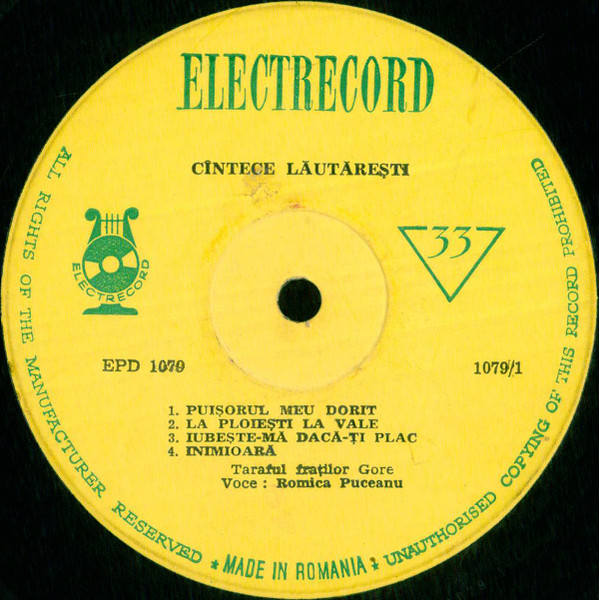 ELECTRECORD
CÎNTECE LĂUTĂREȘTI
ELECTRECORD
33
EPD 1079
1079/1
1. PUIȘORUL MEU DORIT
2. LA PLOIEȘTI LA VALE
3. IUBEȘTE-MĂ DACĂ-ȚI PLAC
4. INIMIOARĂ
Taraful fraților Gore
Voce : Romica Puceanu
ALL RIGHTS OF THE MANUFACTURER RESERVED * MADE IN ROMANIA * UNAUTHORISED COPYING OF THIS RECORD PROHIBITED